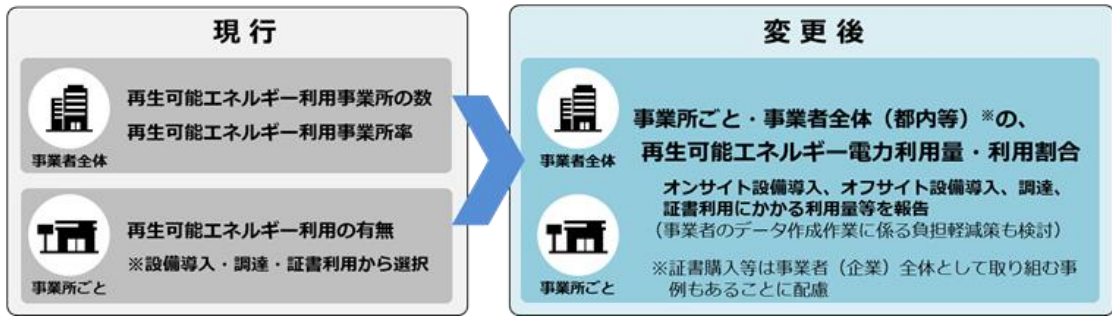 現行
事業者全体
再生可能エネルギー利用事業所の数
再生可能エネルギー利用事業所率
事業所ごと
再生可能エネルギー利用の有無
※設備導入・調達・証書利用から選択
変更後
事業者全体
事業所ごと
事業所ごと・事業者全体（都内等）※の、
再生可能エネルギー電力利用量・利用割合
オンサイト設備導入、オフサイト設備導入、調達、
証書利用にかかる利用量等を報告
（事業者のデータ作成作業に係る負担軽減策も検討）
※証書購入等は事業者（企業）全体として取り組む事
例もあることに配慮